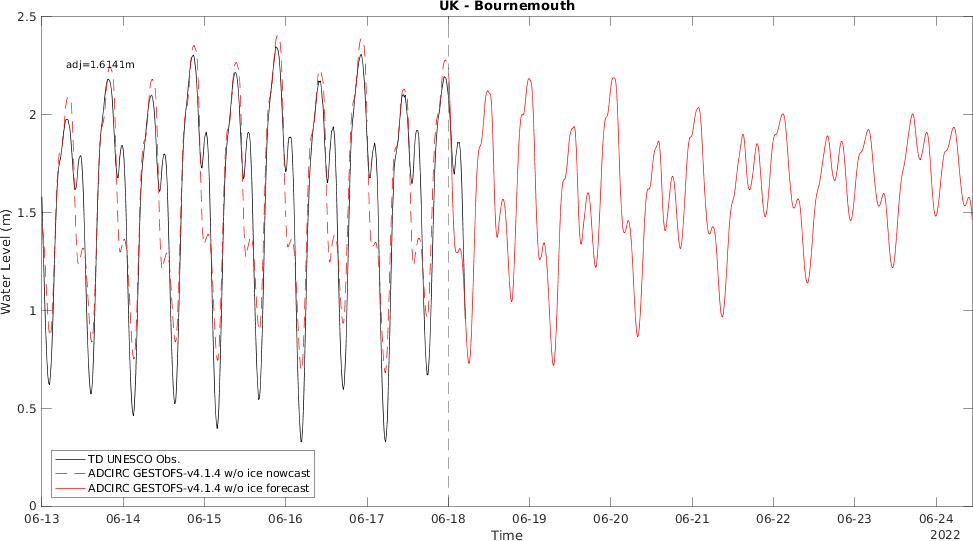 UK - Bournemouth
adj=1.6141m
2.5
2
1.5
1
0.5
0
Water Level (m)
TD UNESCO Obs.
ADCIRC GESTOFS-v4.1.4 w/o ice nowcast
ADCIRC GESTOFS-v4.1.4 w/o ice forecast
06-13 06-14 06-15 06-16 06-17 06-18 06-19 06-20 06-21 06-22 06-23 06-24
2022
Time